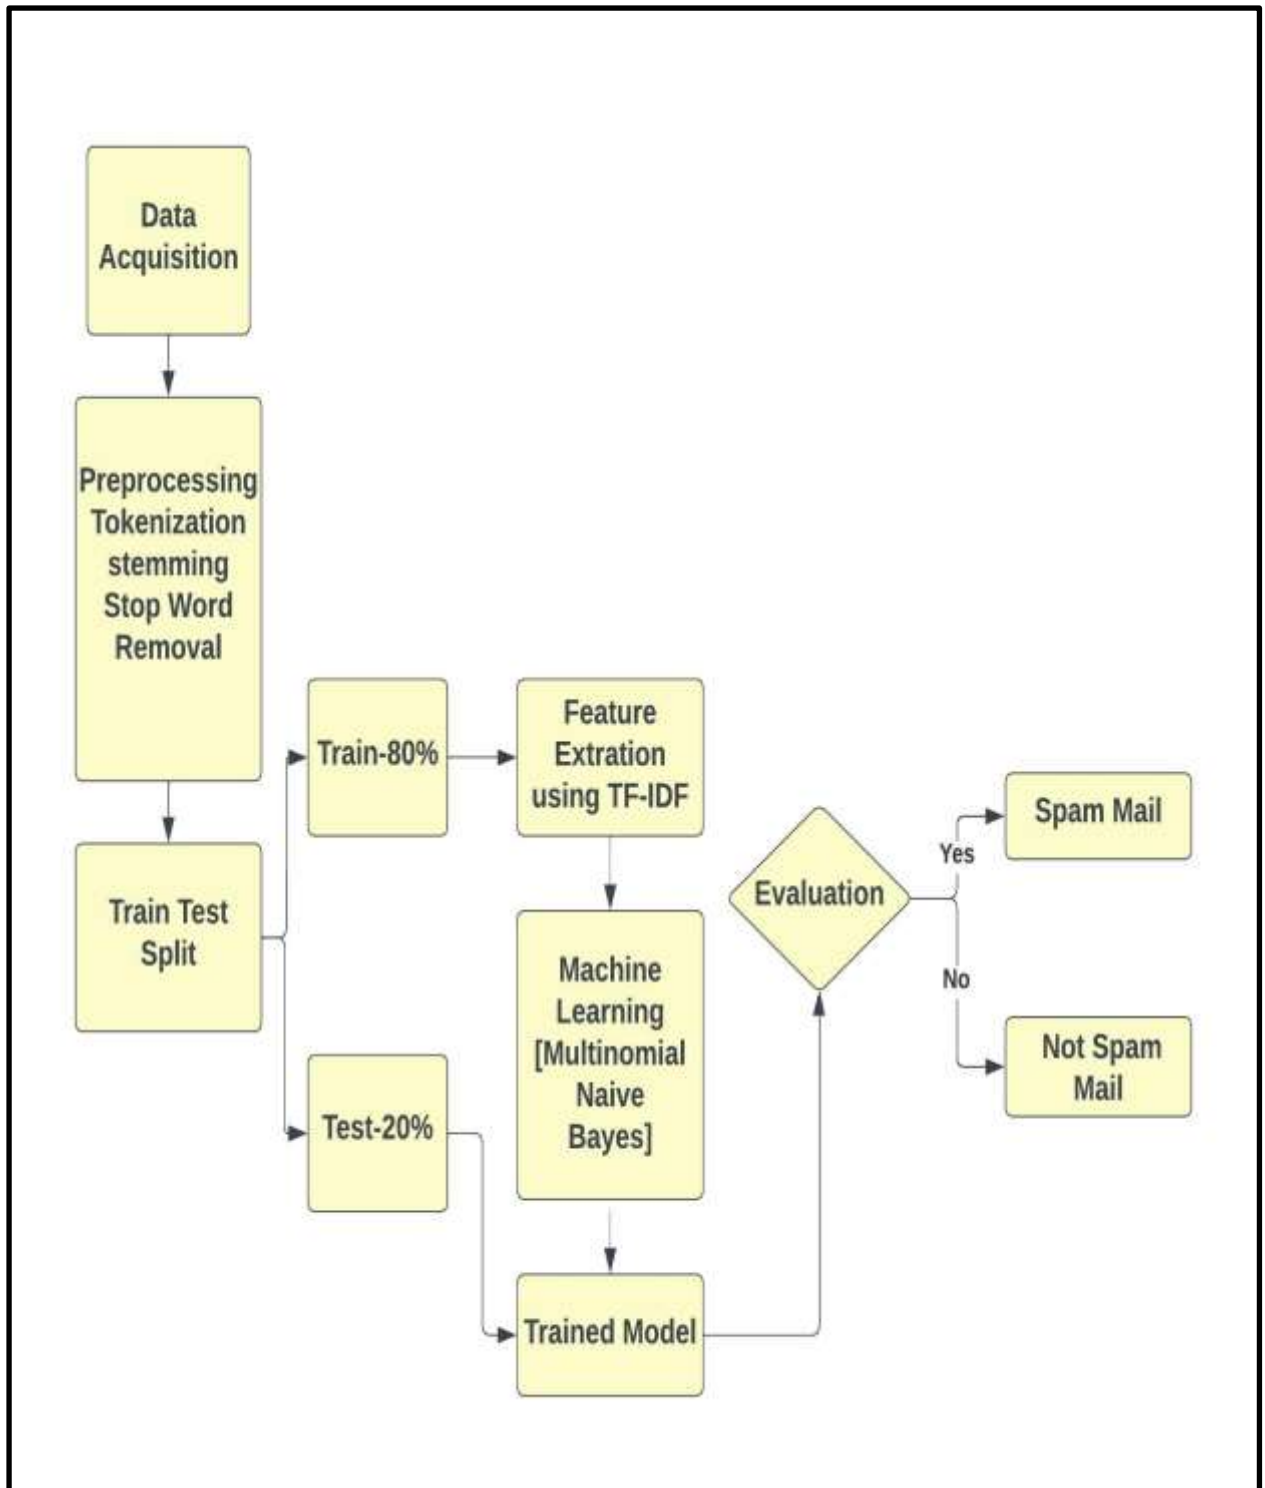 Data
Acquisition
Preprocessing
Tokenization
stemming
Stop Word
Removal
Train Test
Split
Train-80%
Test-20%
Feature
Extration
using TF-IDF
Machine
Learning
[Multinomial
Naive
Bayes]
Trained Model
Evaluation
Yes
No
Spam Mail
Not Spam
Mail